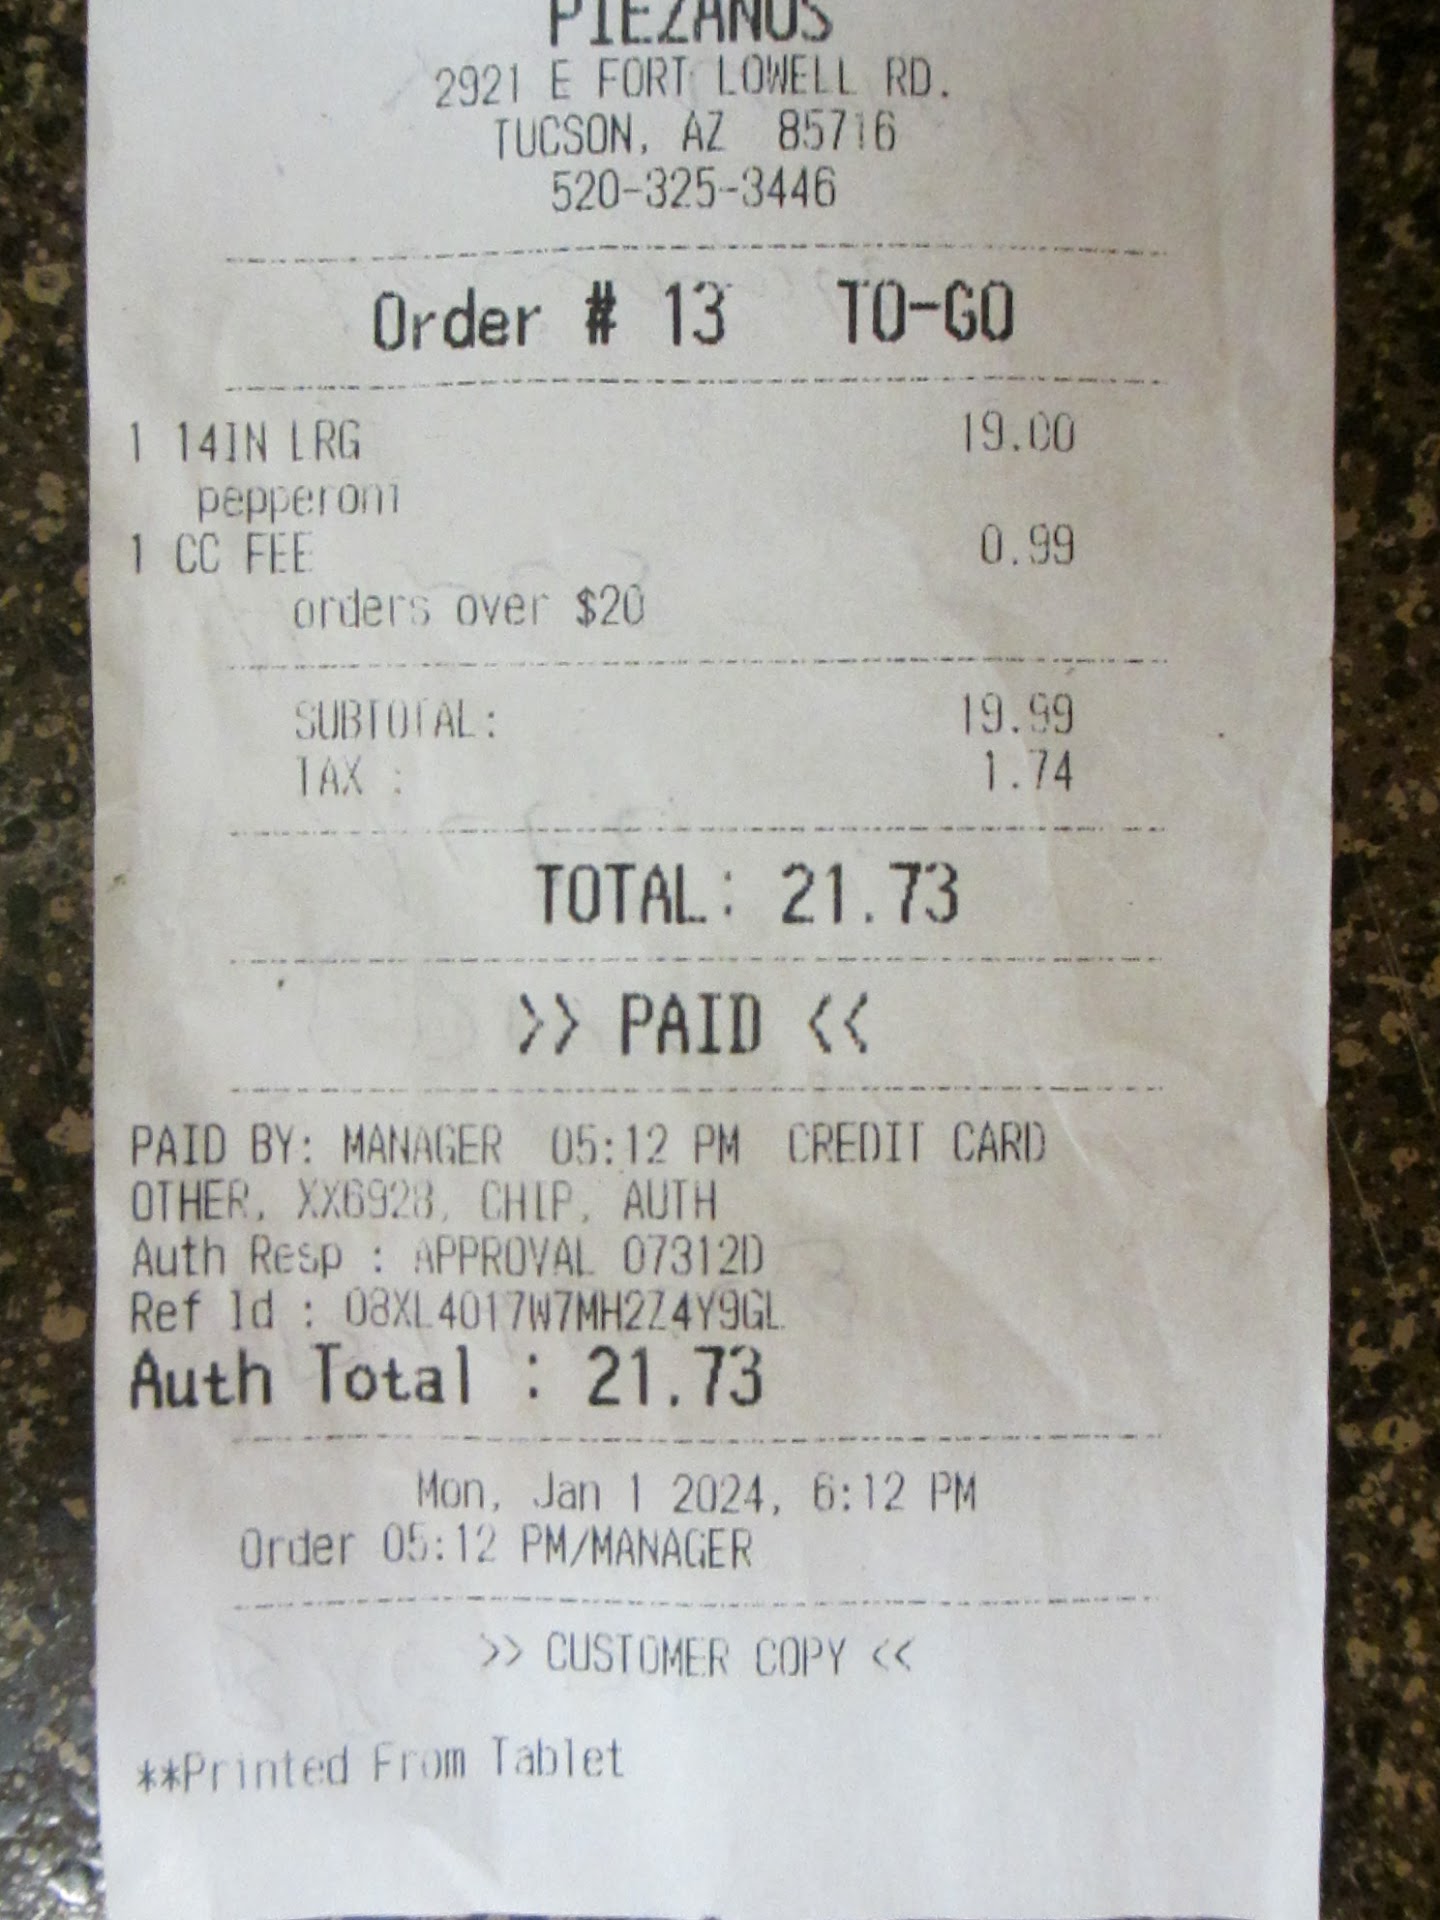 PIEZANOS
2921 E FORT LOWELL RD.
TUCSON, AZ 85716
520-325-3446
Order # 13 TO-GO
1 14IN LRG 19.00
pepperoni
1 CC FEE 0.99
orders over $20
SUBTOTAL: 19.99
TAX : 1.74
TOTAL: 21.73
>> PAID <<
PAID BY: MANAGER 05:12 PM CREDIT CARD
OTHER, XX6928, CHIP, AUTH
Auth Resp : APPROVAL 07312D
Ref Id : 08XL4017W7MH2Z4Y9GL
Auth Total : 21.73
Mon, Jan 1 2024, 6:12 PM
Order 05:12 PM/MANAGER
>> CUSTOMER COPY <<
**Printed From Tablet